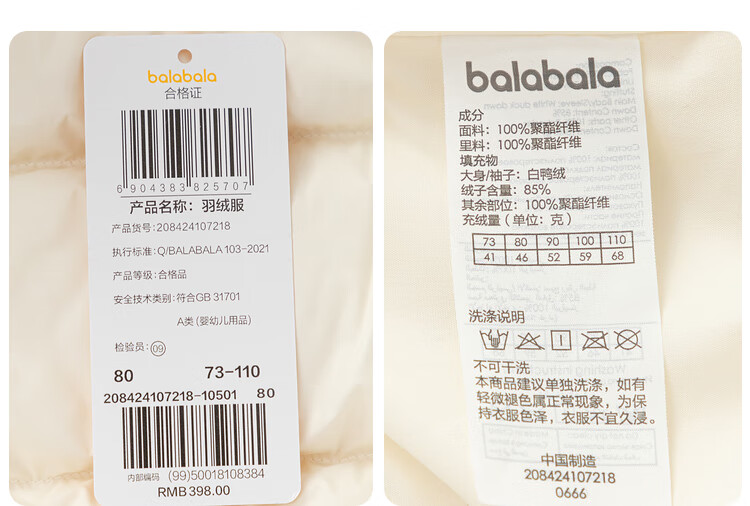 balabala
合格证
6 904383 825707
产品名称：羽绒服
产品货号：208424107218
执行标准：Q/BALABALA 103-2021
产品等级：合格品
安全技术类别：符合GB 31701
A类 (婴幼儿用品)
检验员：09
80 73-110
208424107218-10501 80
内部编码 (99)50018108384
RMB398.00
balabala
成分
面料：100%聚酯纤维
里料：100%聚酯纤维
填充物
大身/袖子：白鸭绒
绒子含量：85%
其余部位：100%聚酯纤维
充绒量（单位：克）
73 80 90 100 110
41 46 52 59 68
洗涤说明
不可干洗
本商品建议单独洗涤，如有
轻微褪色属正常现象，为保
持衣服色泽，衣服不宜久浸。
中国制造
208424107218
0666